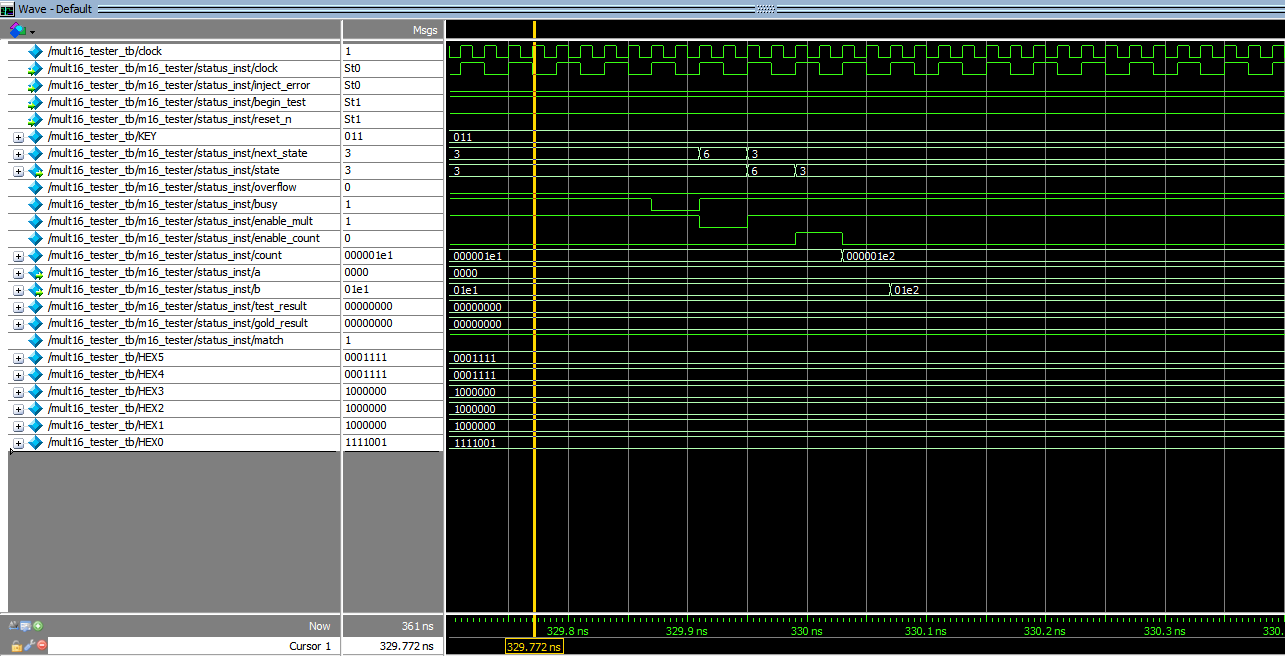 Wave - Default
Msgs
/mult16_tester_tb/clock 1
/mult16_tester_tb/m16_tester/status_inst/clock St0
/mult16_tester_tb/m16_tester/status_inst/inject_error St0
/mult16_tester_tb/m16_tester/status_inst/begin_test St1
/mult16_tester_tb/m16_tester/status_inst/reset_n St1
/mult16_tester_tb/KEY 011 011
/mult16_tester_tb/m16_tester/status_inst/next_state 3 3 6 3
/mult16_tester_tb/m16_tester/status_inst/state 3 3 6 3
/mult16_tester_tb/m16_tester/status_inst/overflow 0
/mult16_tester_tb/m16_tester/status_inst/busy 1
/mult16_tester_tb/m16_tester/status_inst/enable_mult 1
/mult16_tester_tb/m16_tester/status_inst/enable_count 0
/mult16_tester_tb/m16_tester/status_inst/count 000001e1 000001e1 000001e2
/mult16_tester_tb/m16_tester/status_inst/a 0000 0000
/mult16_tester_tb/m16_tester/status_inst/b 01e1 01e1 01e2
/mult16_tester_tb/m16_tester/status_inst/test_result 00000000 00000000
/mult16_tester_tb/m16_tester/status_inst/gold_result 00000000 00000000
/mult16_tester_tb/m16_tester/status_inst/match 1
/mult16_tester_tb/HEX5 0001111 0001111
/mult16_tester_tb/HEX4 0001111 0001111
/mult16_tester_tb/HEX3 1000000 1000000
/mult16_tester_tb/HEX2 1000000 1000000
/mult16_tester_tb/HEX1 1000000 1000000
/mult16_tester_tb/HEX0 1111001 1111001
Now 361 ns 329.8 ns 329.9 ns 330 ns 330.1 ns 330.2 ns 330.3 ns 330.
Cursor 1 329.772 ns 329.772 ns